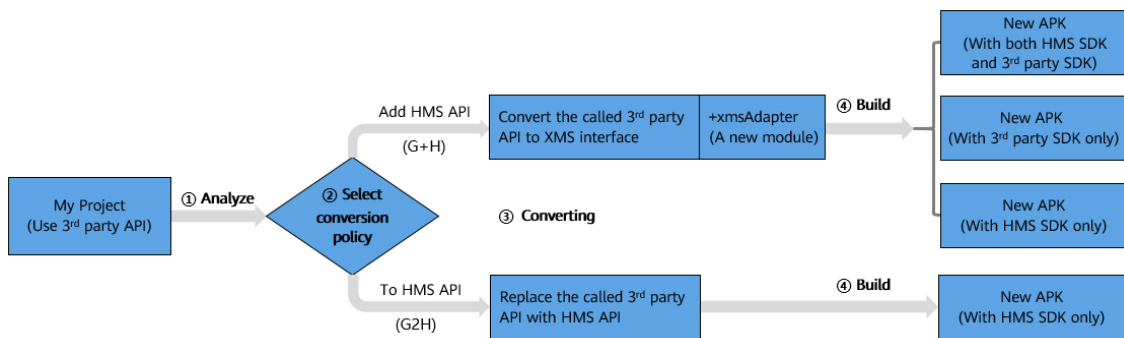 My Project
(Use 3rd party API)
① Analyze
② Select
conversion
policy
Add HMS API
(G+H)
Convert the called 3rd party
API to XMS interface
+xmsAdapter
(A new module)
④ Build
New APK
(With both HMS SDK
and 3rd party SDK)
New APK
(With 3rd party SDK only)
New APK
(With HMS SDK only)
③ Converting
To HMS API
(G2H)
Replace the called 3rd party
API with HMS API
④ Build
New APK
(With HMS SDK only)